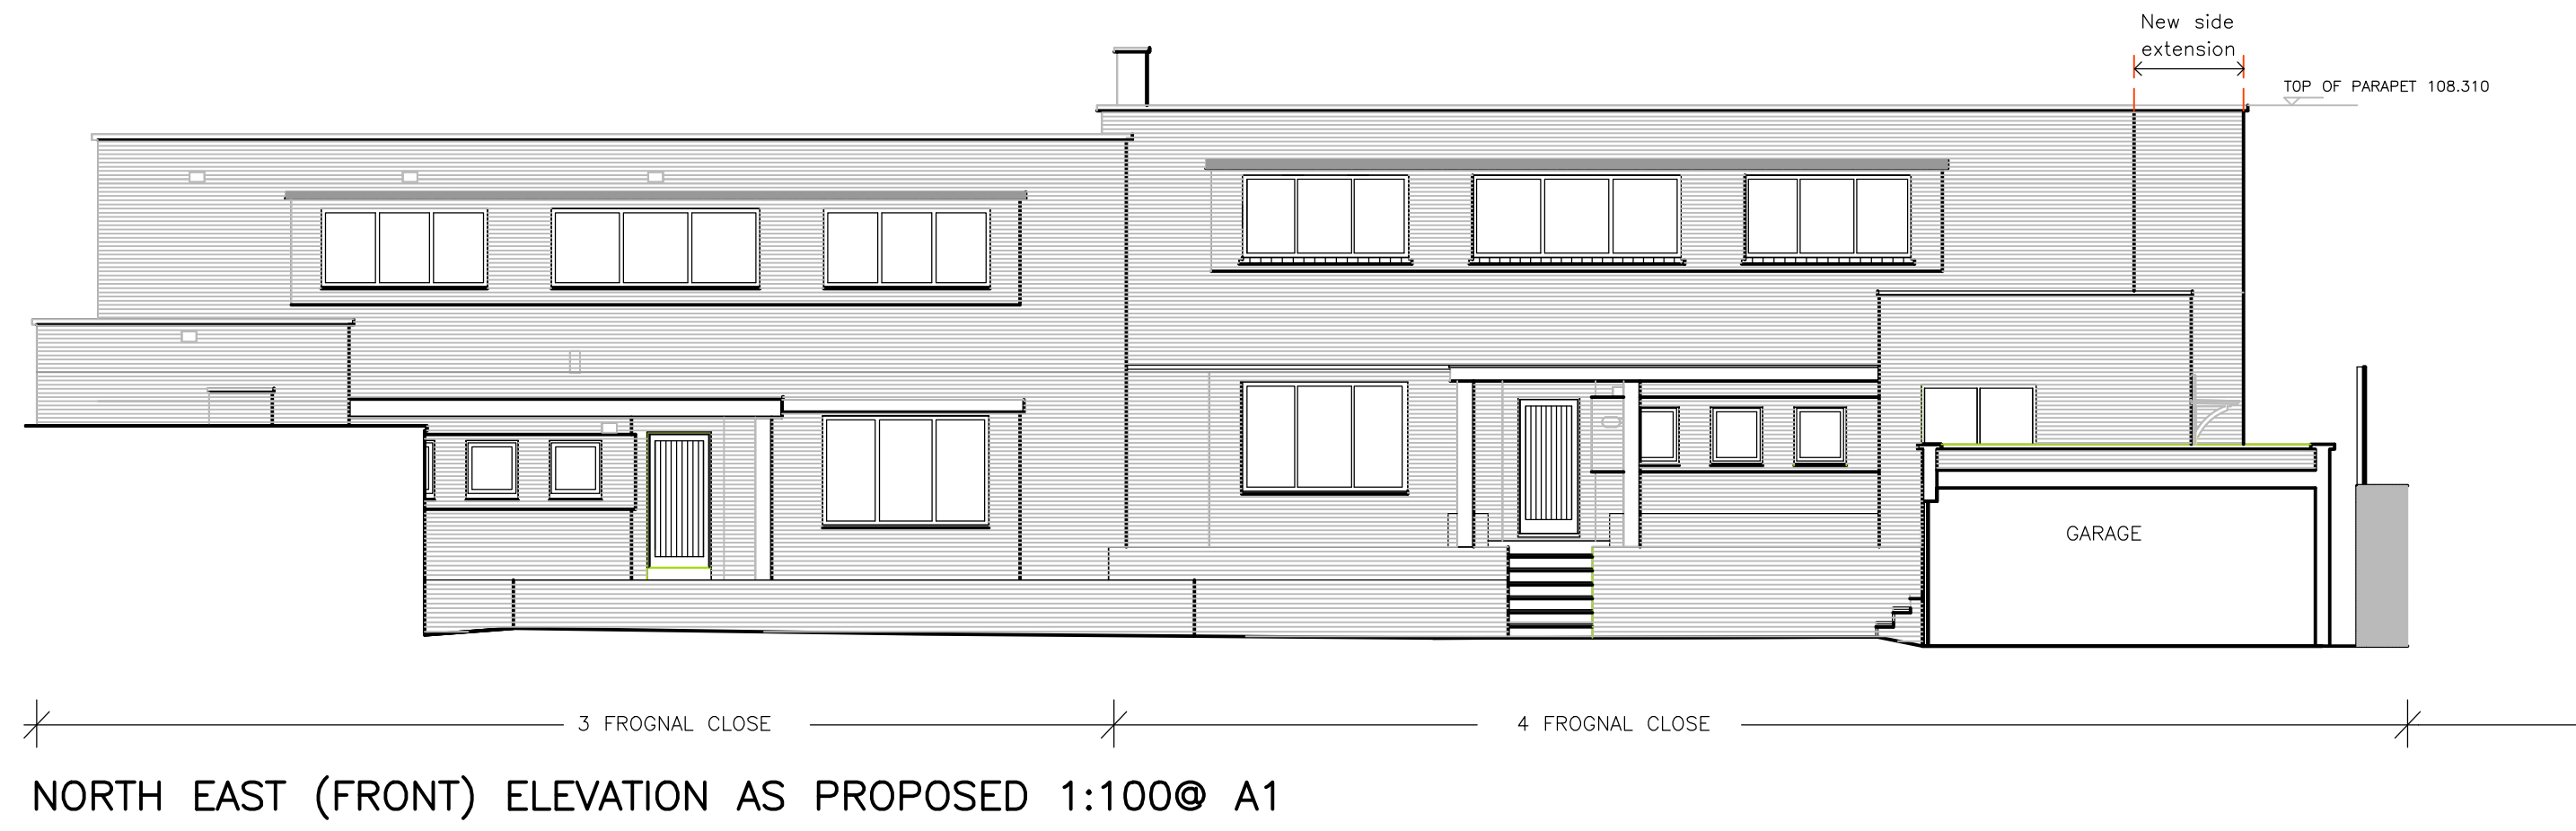 New side
extension
TOP OF PARAPET 108.310
GARAGE
3 FROGNAL CLOSE
4 FROGNAL CLOSE
NORTH EAST (FRONT) ELEVATION AS PROPOSED 1:100@ A1